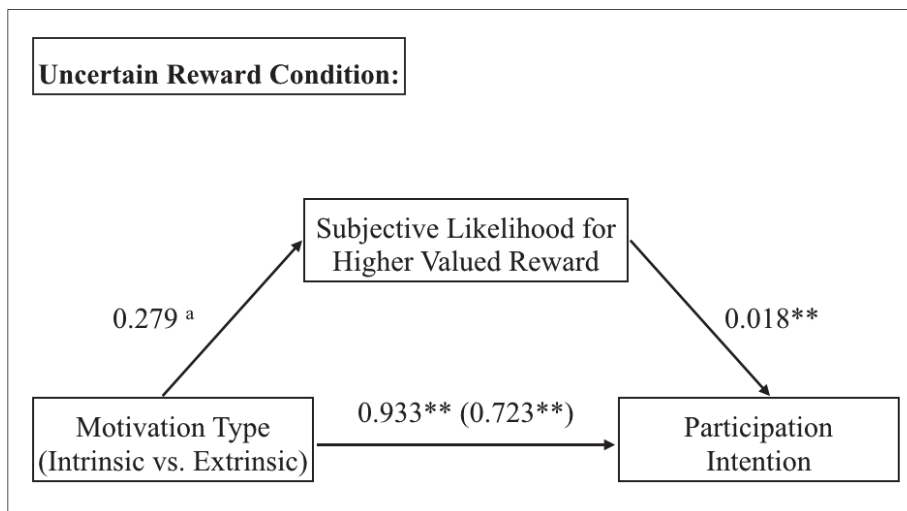 Uncertain Reward Condition:
Subjective Likelihood for
Higher Valued Reward
0.279 a
0.018**
0.933** (0.723**)
Motivation Type
(Intrinsic vs. Extrinsic)
Participation
Intention